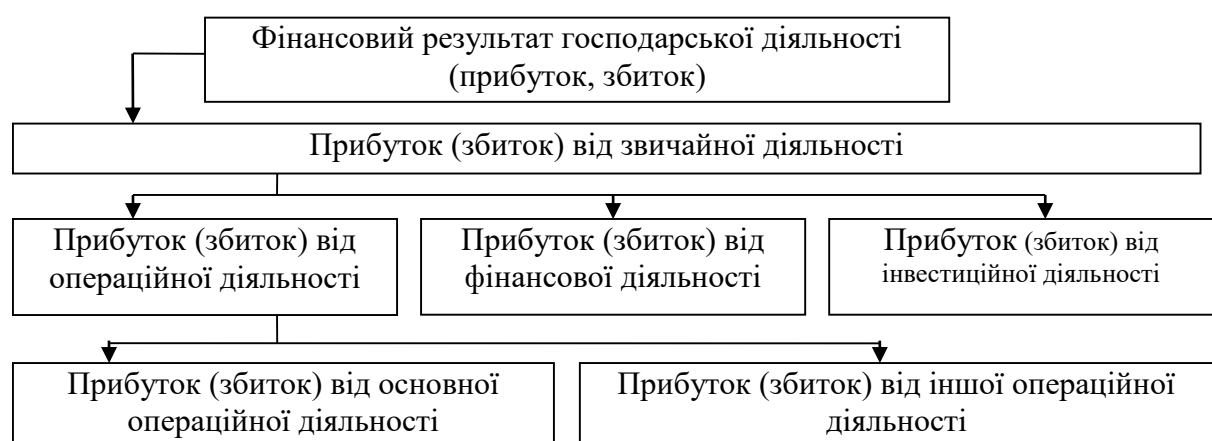 Фінансовий результат господарської діяльності
(прибуток, збиток)
Прибуток (збиток) від звичайної діяльності
Прибуток (збиток) від
операційної діяльності
Прибуток (збиток) від
фінансової діяльності
Прибуток (збиток) від
інвестиційної діяльності
Прибуток (збиток) від основної
операційної діяльності
Прибуток (збиток) від іншої операційної
діяльності